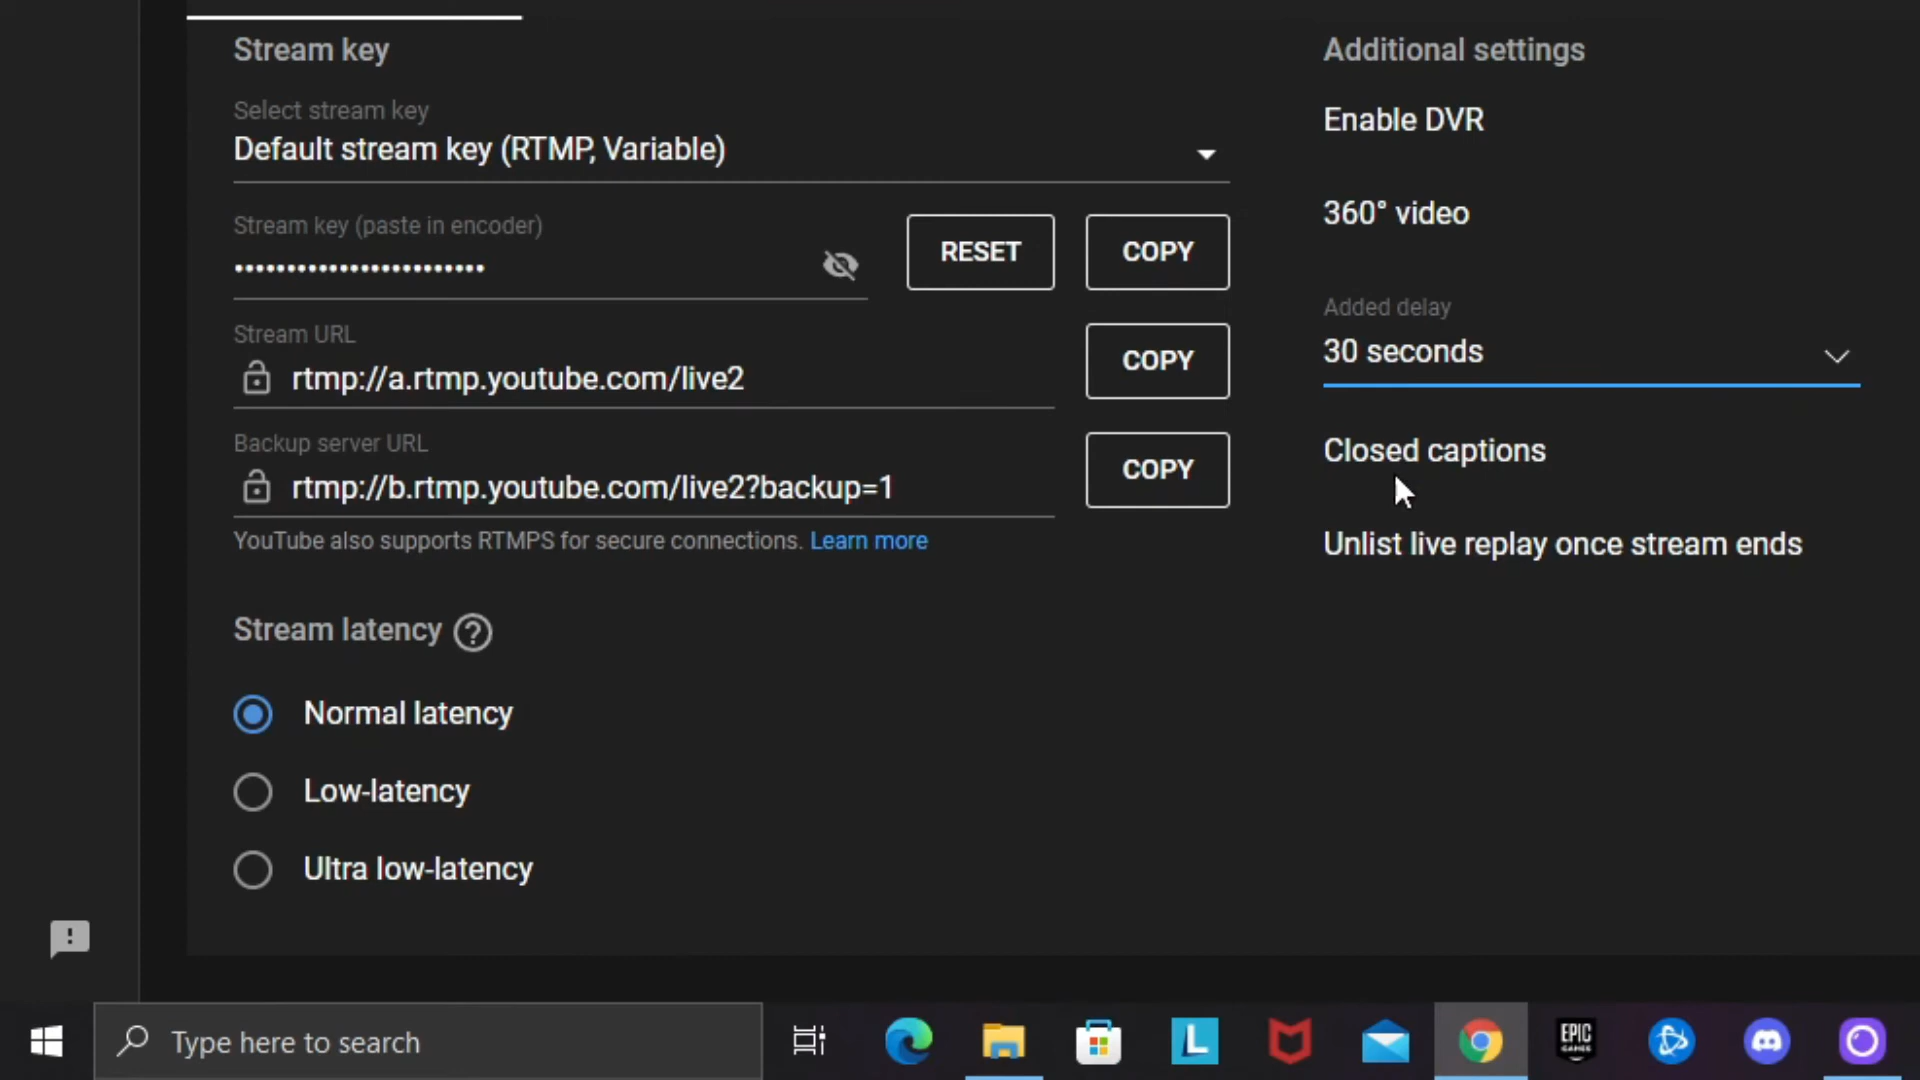 Stream key
Select stream key
Default stream key (RTMP, Variable)
Stream key (paste in encoder)
••••••••••••••••••••••••
RESET
COPY
Stream URL
rtmp://a.rtmp.youtube.com/live2
COPY
Backup server URL
rtmp://b.rtmp.youtube.com/live2?backup=1
COPY
YouTube also supports RTMPS for secure connections. Learn more
Stream latency
Normal latency
Low-latency
Ultra low-latency
Additional settings
Enable DVR
360° video
Added delay
30 seconds
Closed captions
Unlist live replay once stream ends
Type here to search
L
EPIC
GAMES